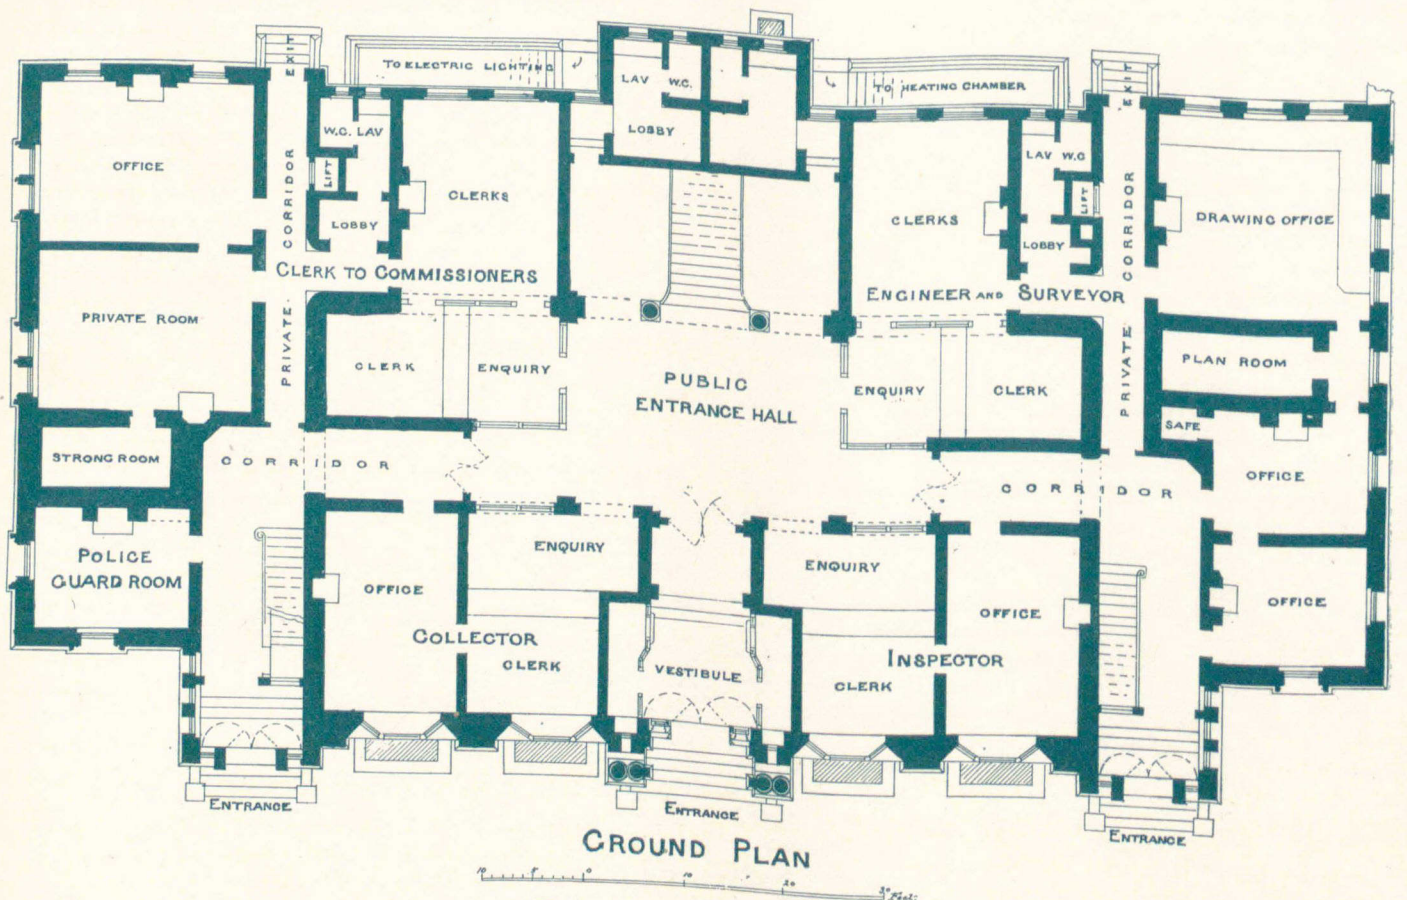 EXIT
TO ELECTRIC LIGHTING
LAV
W.C.
LOBBY
TO HEATING CHAMBER
EXIT
OFFICE
W.C. LAV
LIFT
LOBBY
CLERKS
PRIVATE CORRIDOR
CLERK TO COMMISSIONERS
PRIVATE ROOM
CLERK
ENQUIRY
STRONG ROOM
CORRIDOR
PUBLIC
ENTRANCE HALL
CLERKS
LAV W.C
LIFT
LOBBY
PRIVATE CORRIDOR
DRAWING OFFICE
ENGINEER AND SURVEYOR
ENQUIRY
CLERK
PLAN ROOM
SAFE
OFFICE
CORRIDOR
POLICE
GUARD ROOM
OFFICE
ENQUIRY
COLLECTOR
CLERK
VESTIBULE
ENQUIRY
OFFICE
INSPECTOR
CLERK
OFFICE
ENTRANCE
ENTRANCE
ENTRANCE
GROUND PLAN
10 5 0 10 20 30 Feet